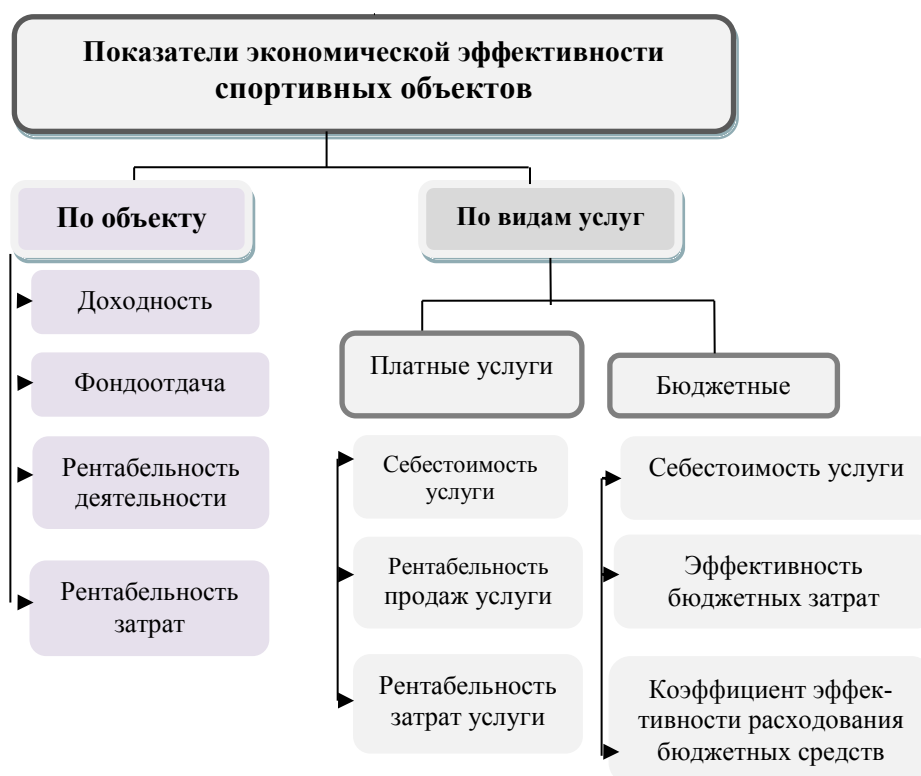 Показатели экономической эффективности
спортивных объектов
По объекту
Доходность
Фондоотдача
Рентабельность
деятельности
Рентабельность
затрат
По видам услуг
Платные услуги
Себестоимость
услуги
Рентабельность
продаж услуги
Рентабельность
затрат услуги
Бюджетные
Себестоимость услуги
Эффективность
бюджетных затрат
Коэффициент эффек-
тивности расходования
бюджетных средств